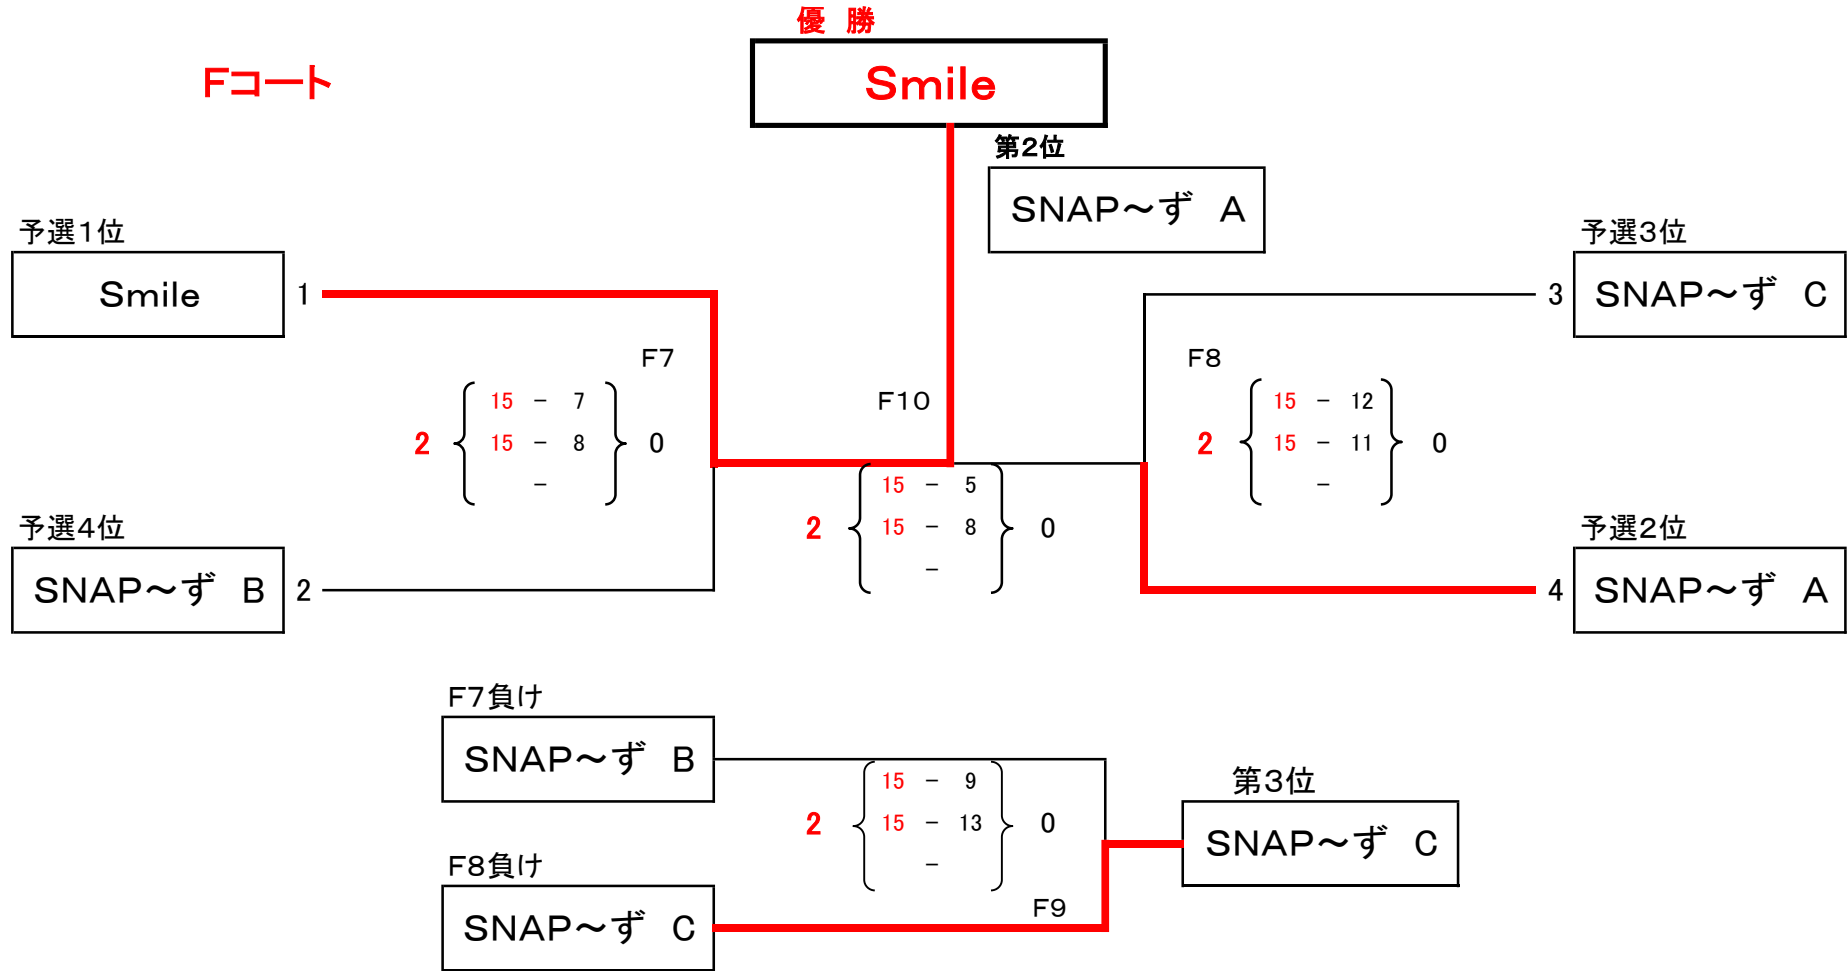 優 勝
Fコート
Smile
第2位
SNAP～ず A
予選1位
予選3位
Smile 1
3 SNAP～ず C
F7
F8
F10
15 － 7
15 － 12
2 15 － 8 0
2 15 － 11 0
－
－
15 － 5
2 15 － 8 0
－
予選4位
予選2位
SNAP～ず B 2
4 SNAP～ず A
F7負け
SNAP～ず B
15 － 9
2 15 － 13 0
－
第3位
SNAP～ず C
F8負け
SNAP～ず C
F9